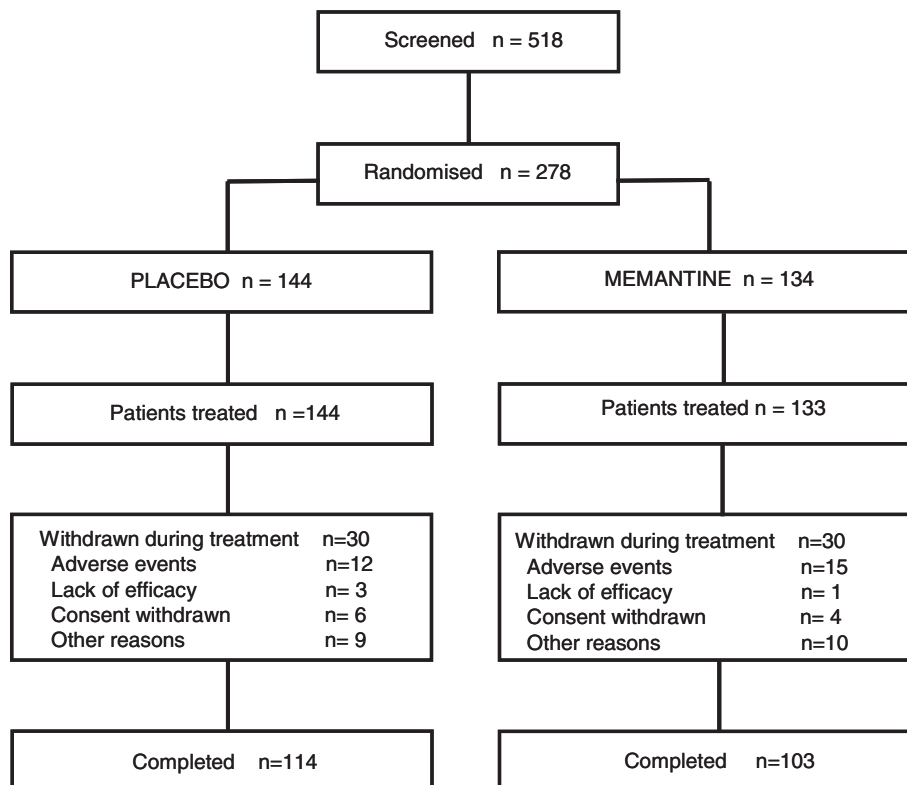 Screened n = 518
Randomised n = 278
PLACEBO n = 144
MEMANTINE n = 134
Patients treated n =144
Patients treated n = 133
Withdrawn during treatment n=30
Adverse events n=12
Lack of efficacy n= 3
Consent withdrawn n= 6
Other reasons n= 9
Withdrawn during treatment n=30
Adverse events n=15
Lack of efficacy n= 1
Consent withdrawn n= 4
Other reasons n=10
Completed n=114
Completed n=103